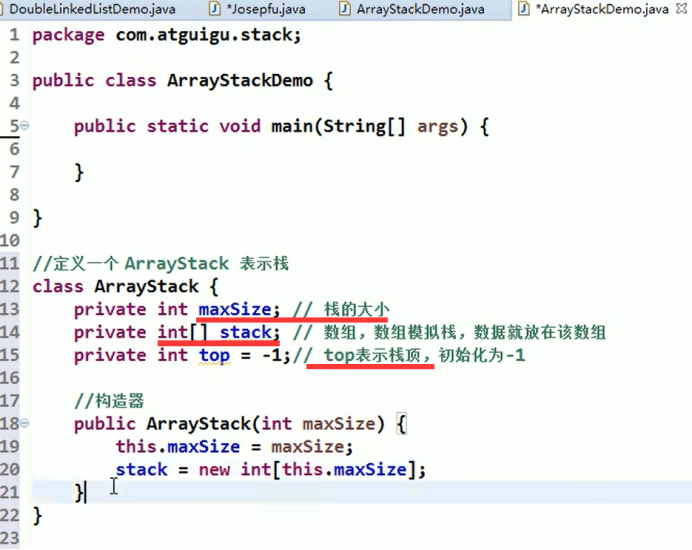 DoubleLinkedListDemo.java *Josepfu.java ArrayStackDemo.java *ArrayStackDemo.java
1 package com.atguigu.stack;
2
3 public class ArrayStackDemo {
4
5 public static void main(String[] args) {
6
7 }
8
9 }
10
11 //定义一个 ArrayStack 表示栈
12 class ArrayStack {
13 private int maxSize; // 栈的大小
14 private int[] stack; // 数组，数组模拟栈，数据就放在该数组
15 private int top = -1;// top表示栈顶，初始化为-1
16
17 //构造器
18 public ArrayStack(int maxSize) {
19 this.maxSize = maxSize;
20 stack = new int[this.maxSize];
21 }
22 }
23